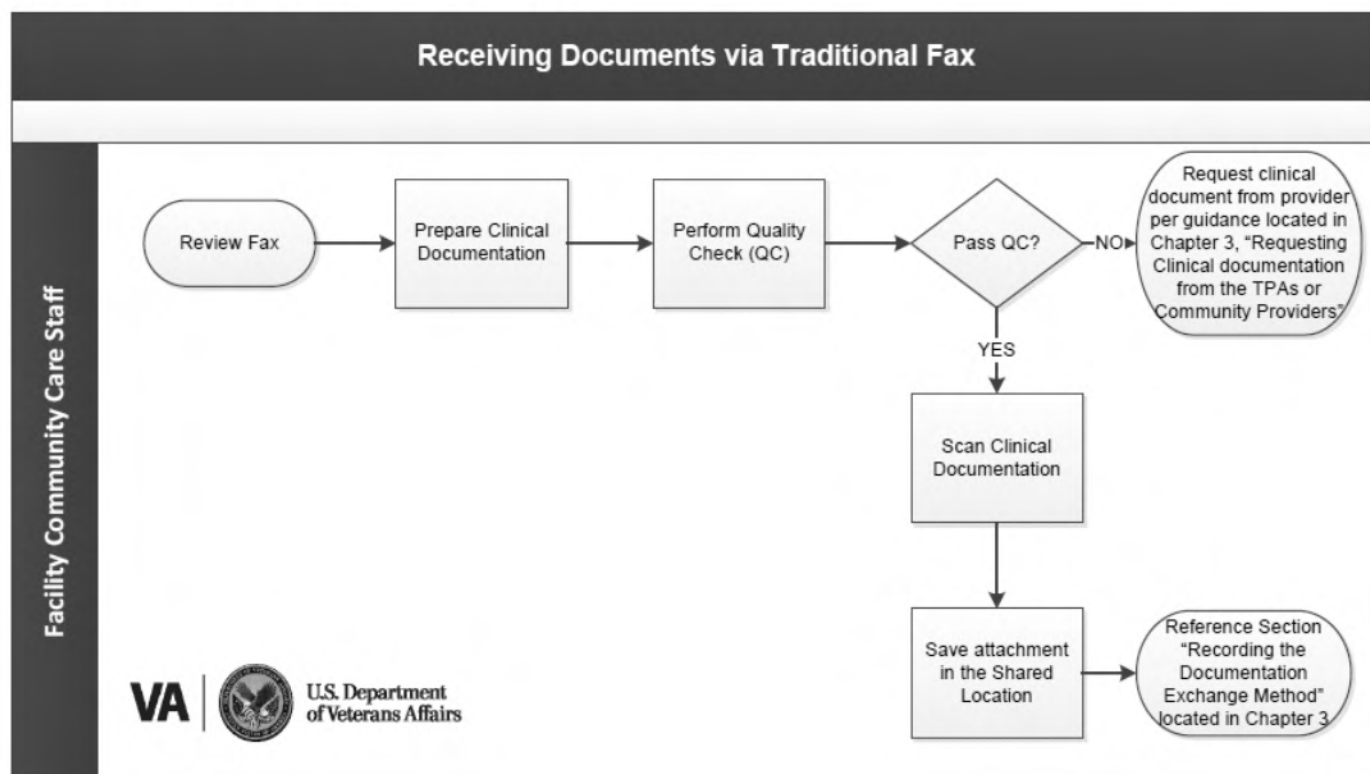 Receiving Documents via Traditional Fax
Facility Community Care Staff
Review Fax
Prepare Clinical
Documentation
Perform Quality
Check (QC)
Pass QC?
NO
Request clinical
document from provider
per guidance located in
Chapter 3, “Requesting
Clinical documentation
from the TPAs or
Community Providers”
YES
Scan Clinical
Documentation
Save attachment
in the Shared
Location
Reference Section
“Recording the
Documentation
Exchange Method”
located in Chapter 3
VA
U.S. Department
of Veterans Affairs